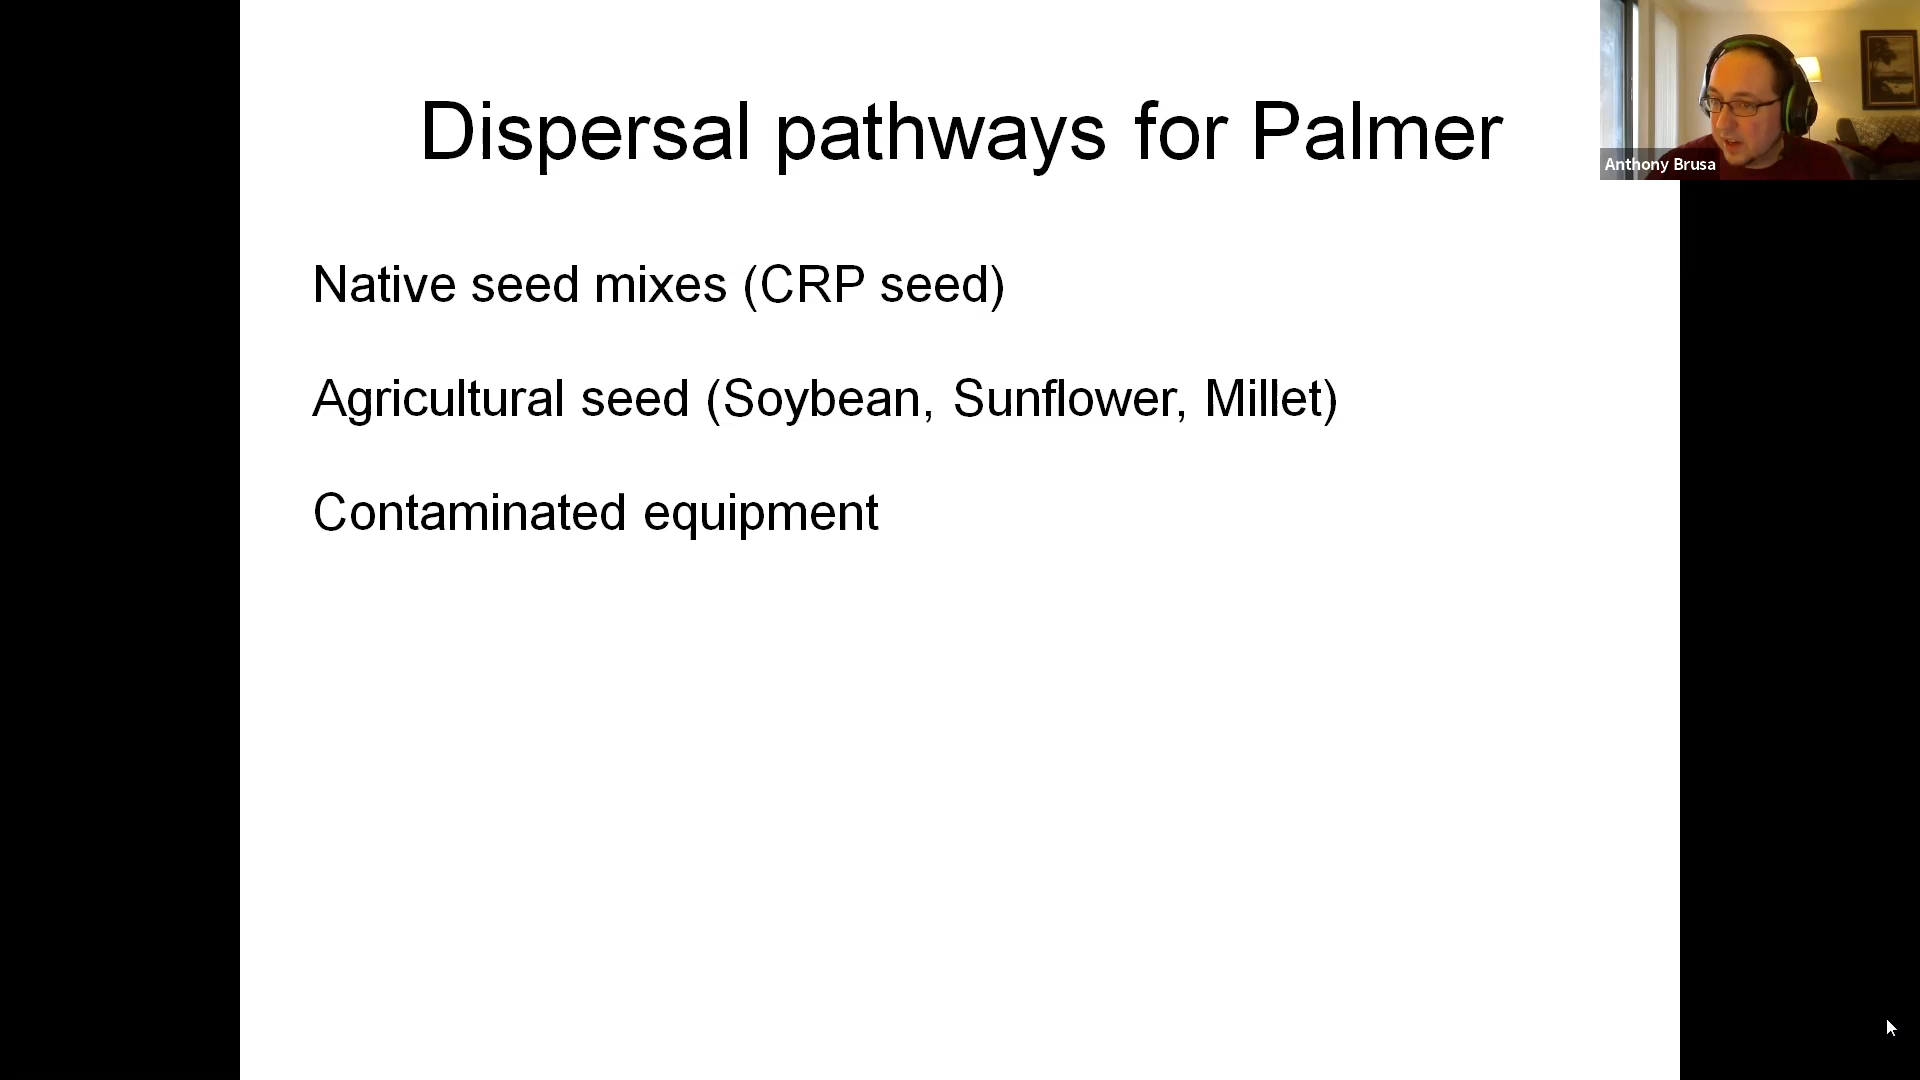 Dispersal pathways for Palmer
Anthony Brusa
Native seed mixes (CRP seed)
Agricultural seed (Soybean, Sunflower, Millet)
Contaminated equipment